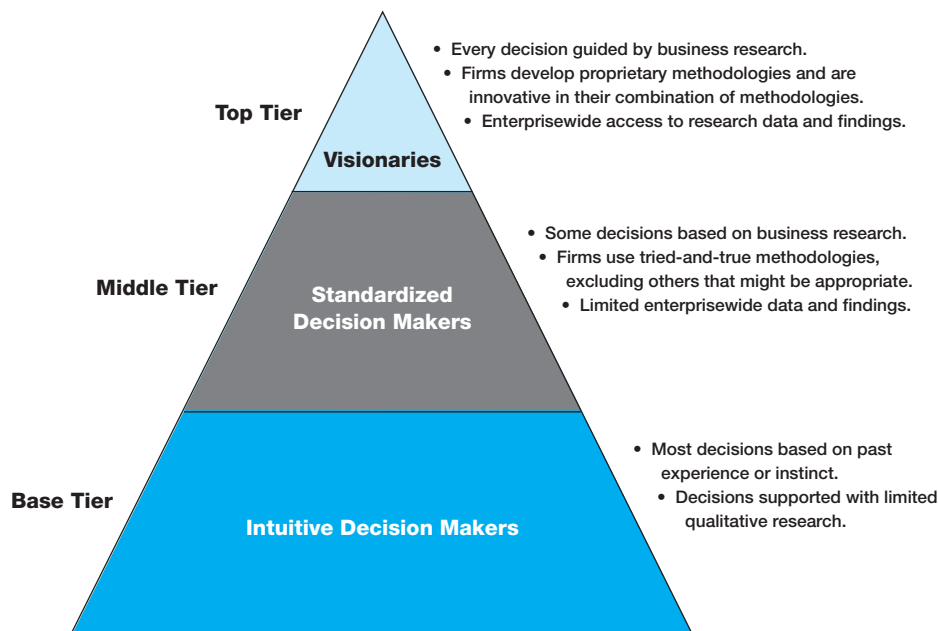 • Every decision guided by business research.
• Firms develop proprietary methodologies and are
innovative in their combination of methodologies.
• Enterprisewide access to research data and findings.
Top Tier
Visionaries
• Some decisions based on business research.
• Firms use tried-and-true methodologies,
excluding others that might be appropriate.
• Limited enterprisewide data and findings.
Middle Tier
Standardized
Decision Makers
• Most decisions based on past
experience or instinct.
• Decisions supported with limited
qualitative research.
Base Tier
Intuitive Decision Makers